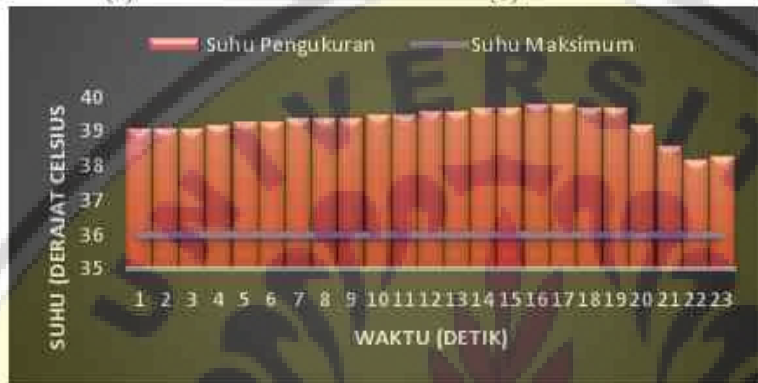 Suhu Pengukuran Suhu Maksimum
SUHU (DERAJAT CELSIUS
40
39
38
37
36
35
1 2 3 4 5 6 7 8 9 10 11 12 13 14 15 16 17 18 19 20 21 22 23
WAKTU (DETIK)
UNIVERSIT